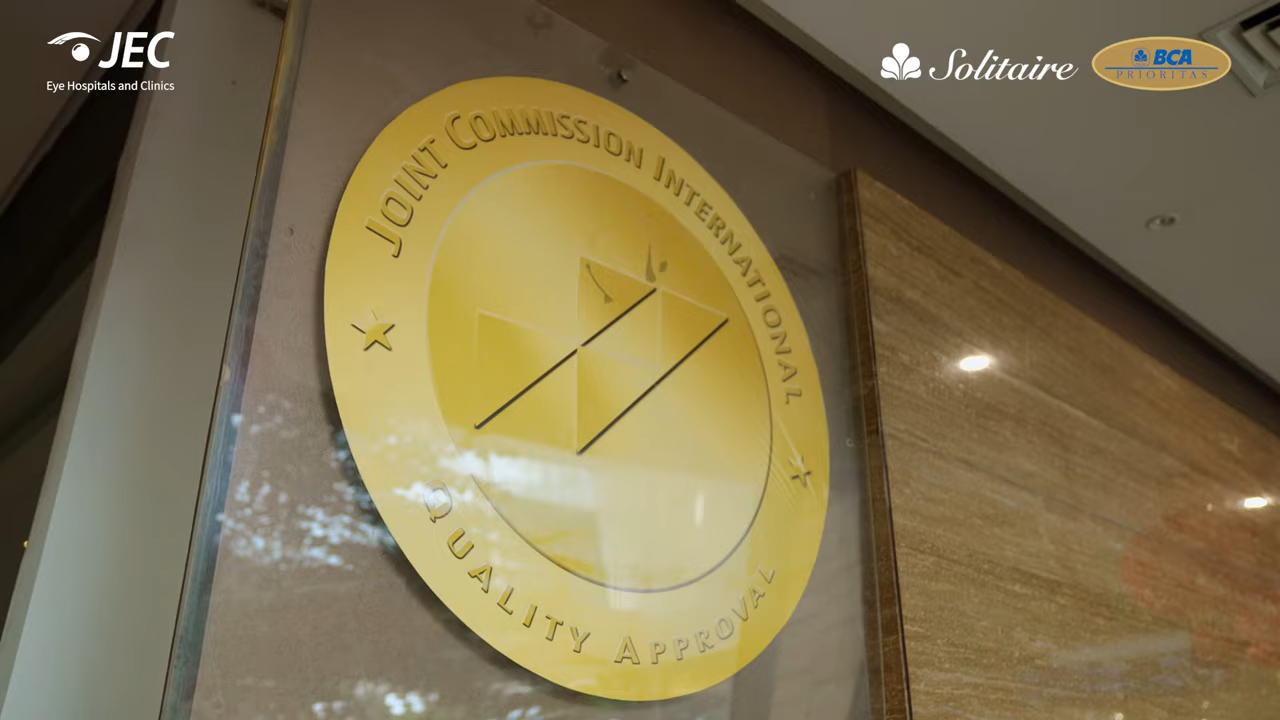 JEC
Eye Hospitals and Clinics
Solitaire
BCA
PRIORITAS
JOINT COMMISSION INTERNATIONAL
QUALITY APPROVAL